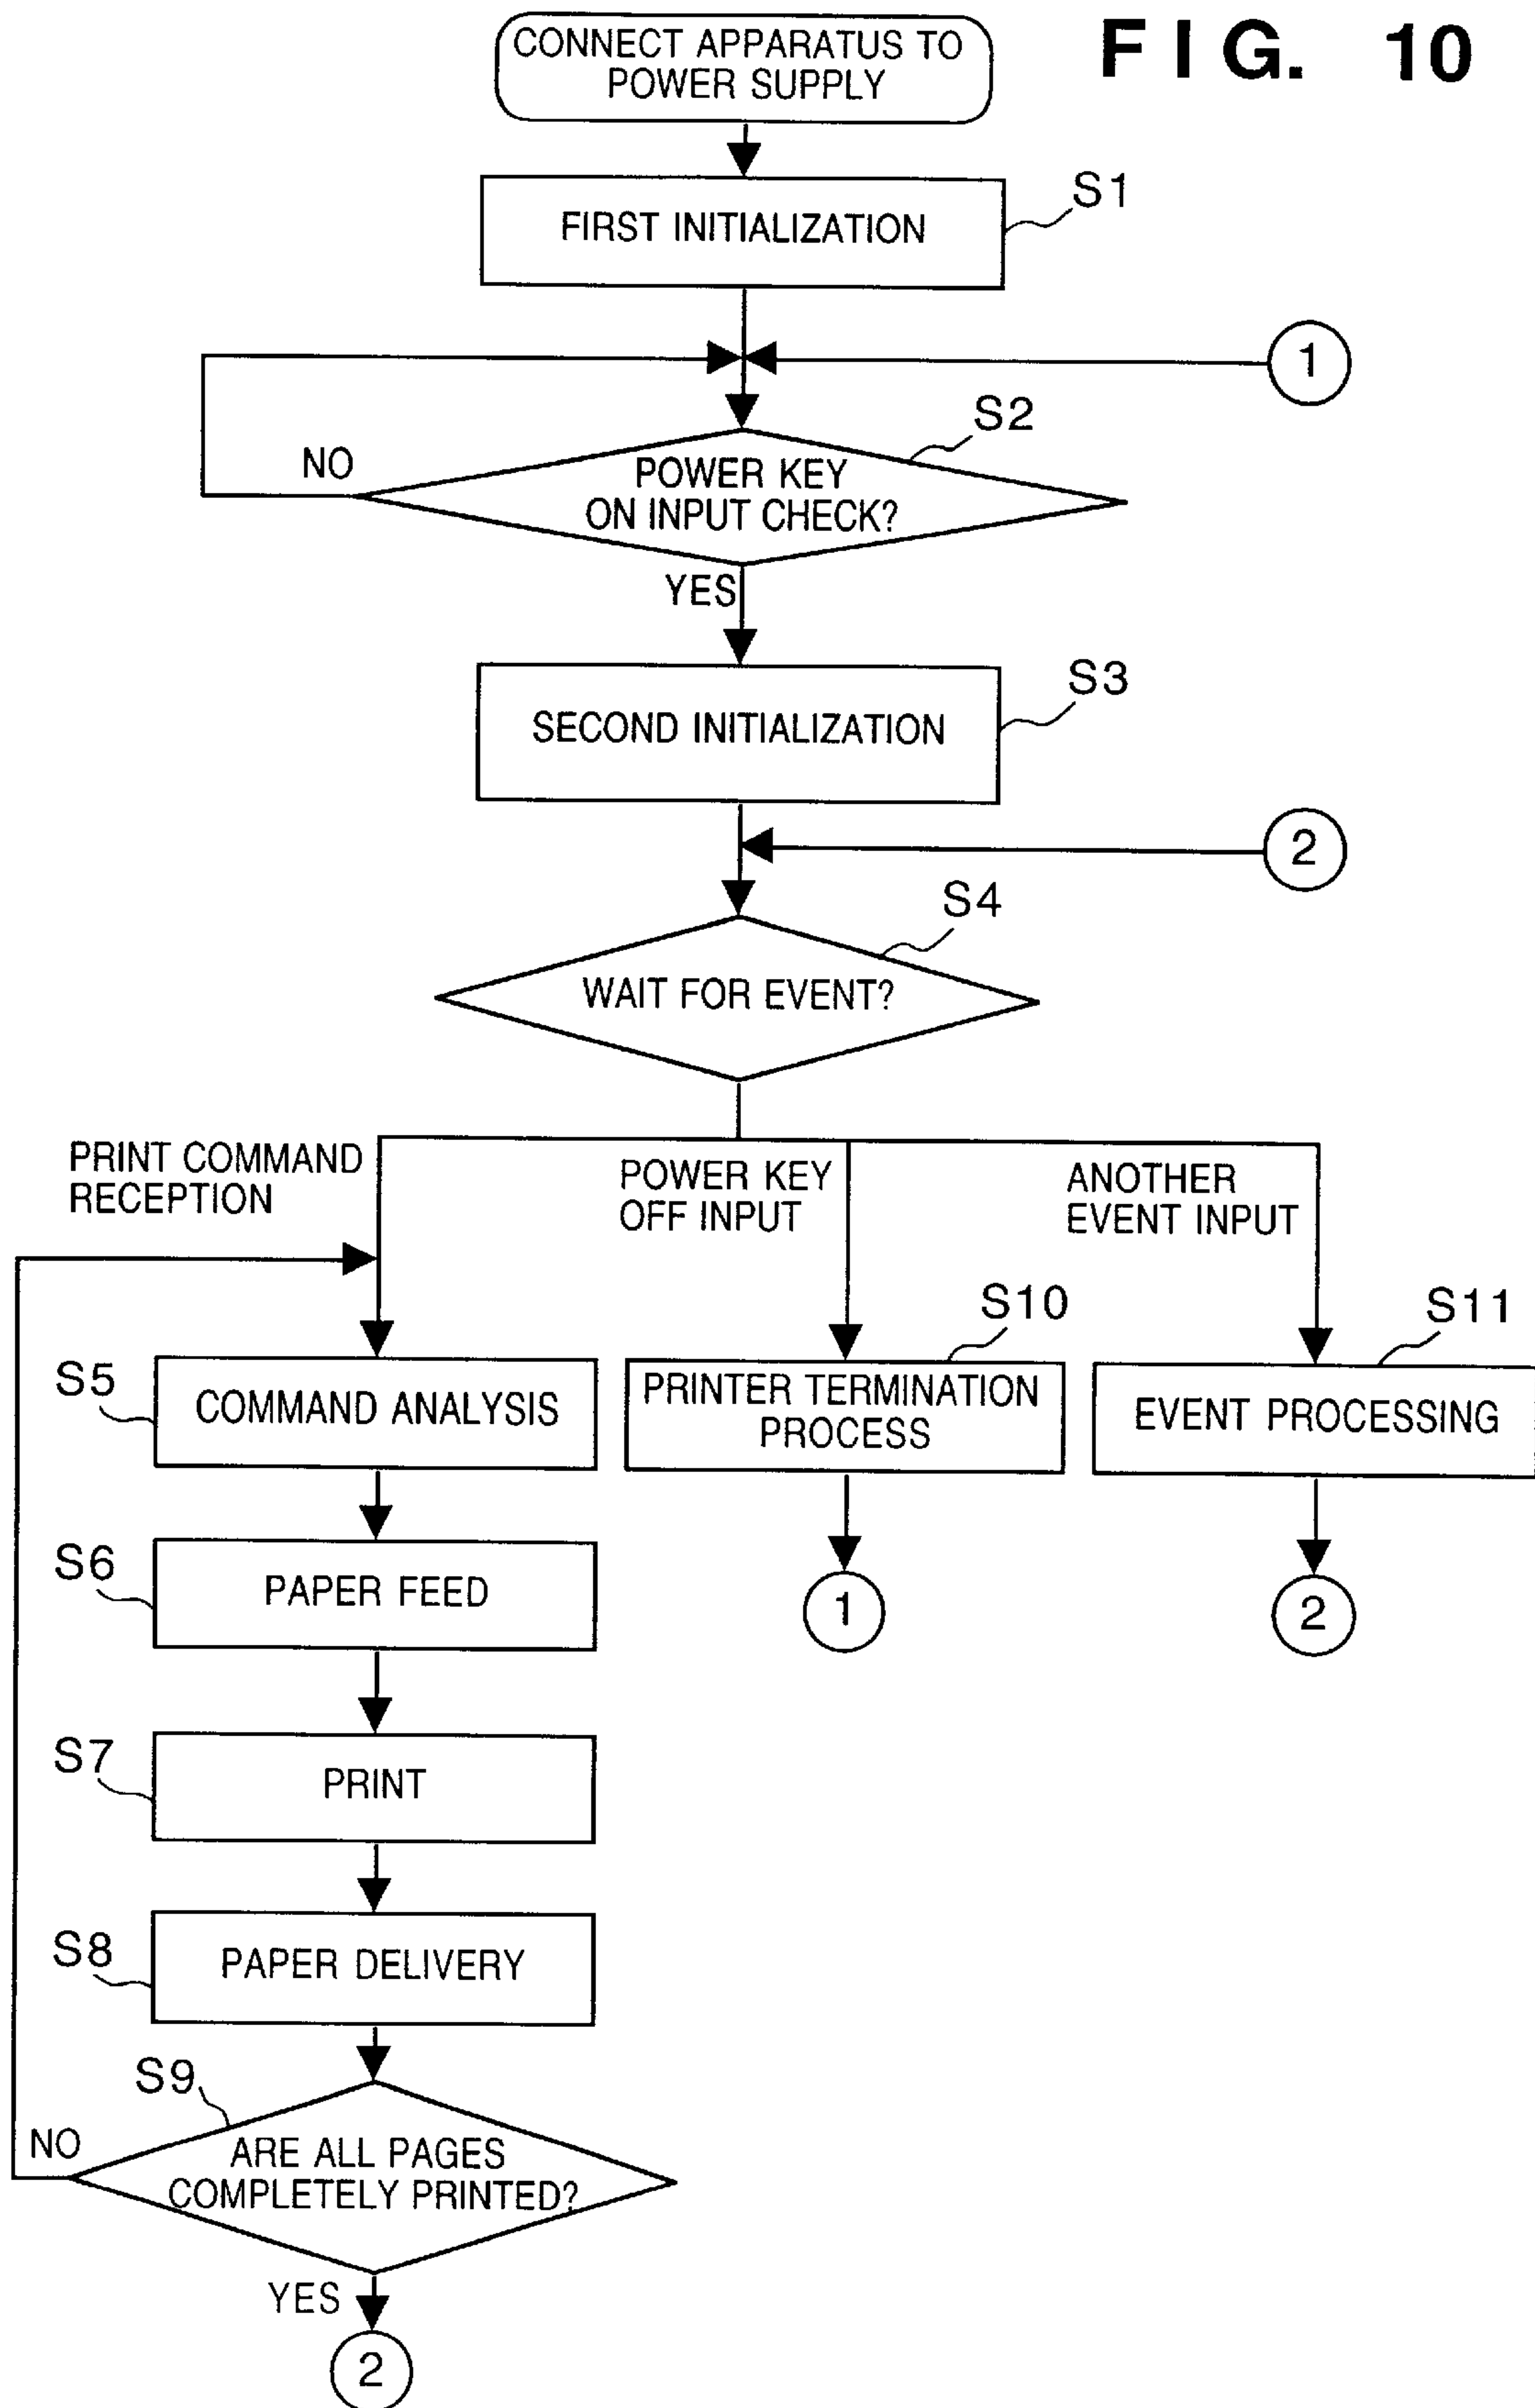 FIG. 10
CONNECT APPARATUS TO
POWER SUPPLY
S1
FIRST INITIALIZATION
1
S2
NO
POWER KEY
ON INPUT CHECK?
YES
S3
SECOND INITIALIZATION
2
S4
WAIT FOR EVENT?
PRINT COMMAND
RECEPTION
POWER KEY
OFF INPUT
ANOTHER
EVENT INPUT
S10
S11
S5
COMMAND ANALYSIS
PRINTER TERMINATION
PROCESS
EVENT PROCESSING
S6
PAPER FEED
1
2
S7
PRINT
S8
PAPER DELIVERY
S9
NO
ARE ALL PAGES
COMPLETELY PRINTED?
YES
2